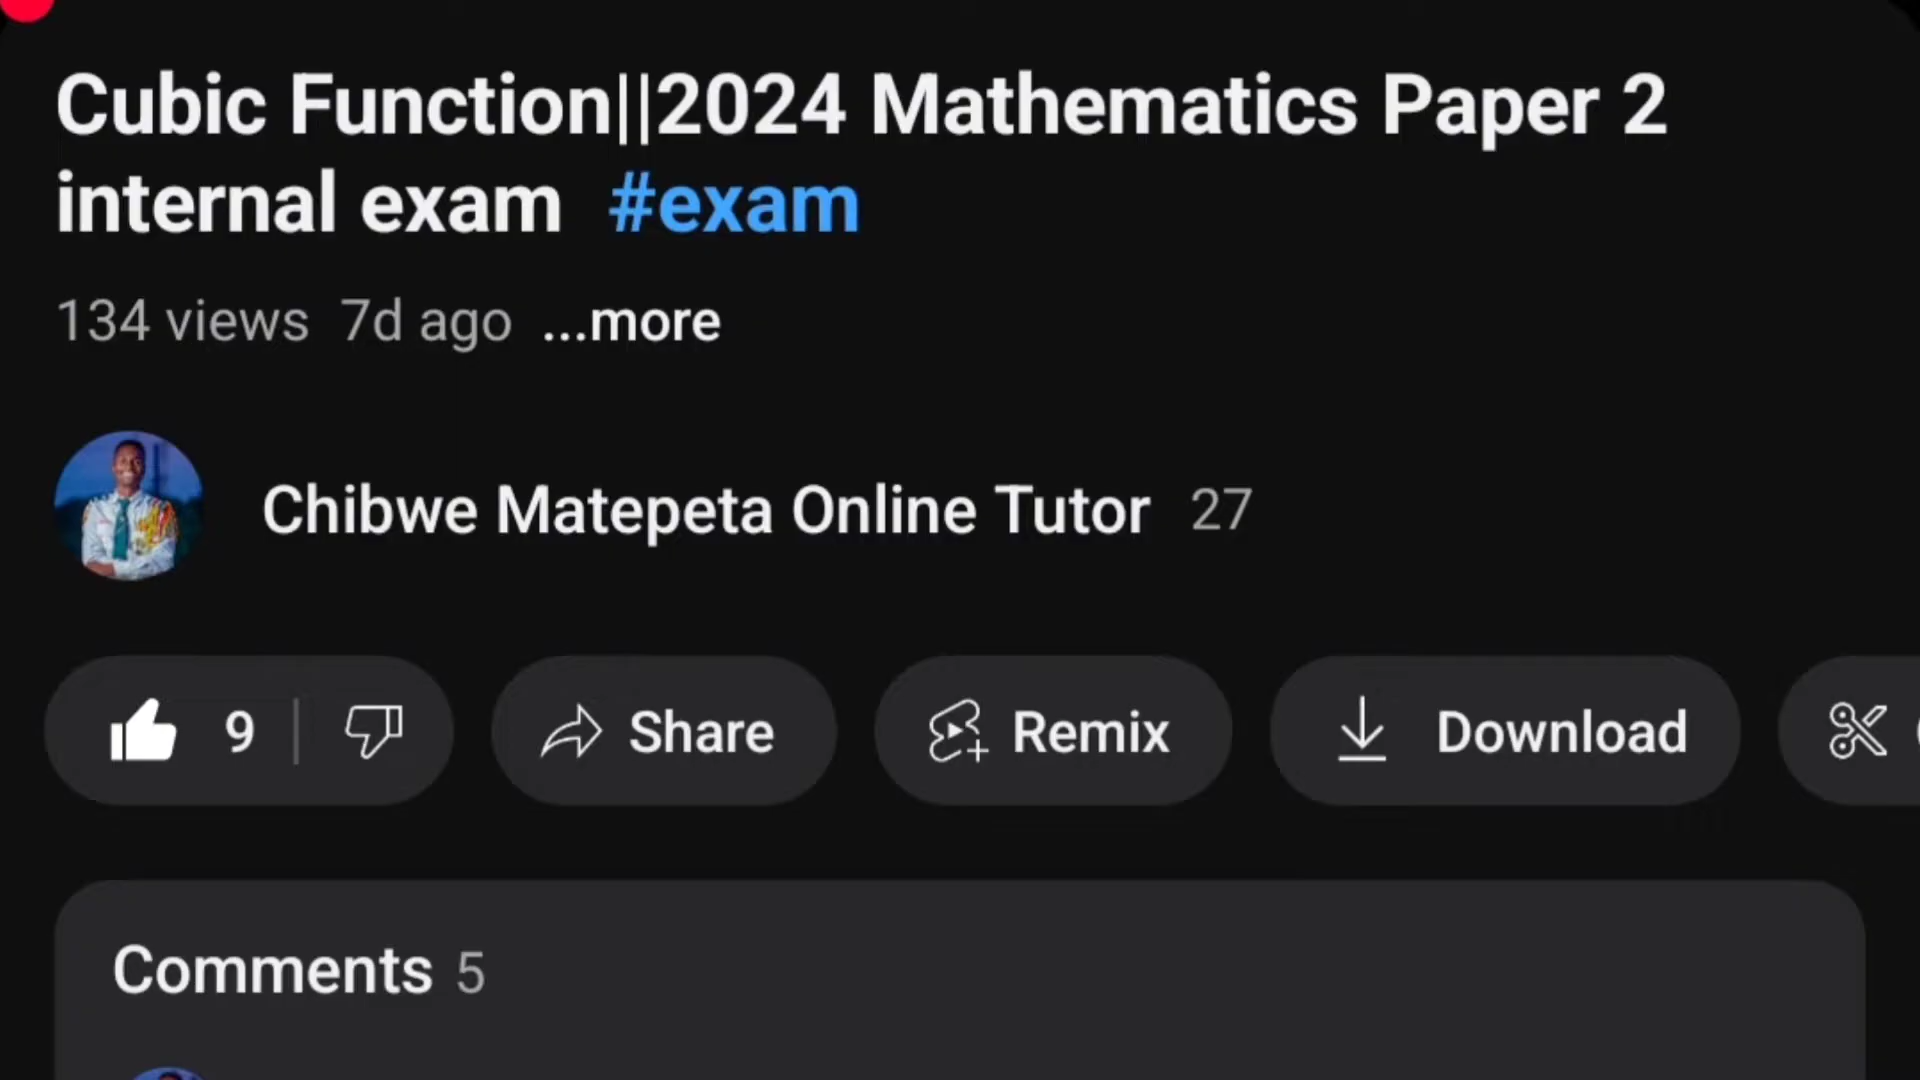 Cubic Function||2024 Mathematics Paper 2
internal exam #exam
134 views 7d ago ...more
Chibwe Matepeta Online Tutor 27
9 Share Remix Download
Comments 5